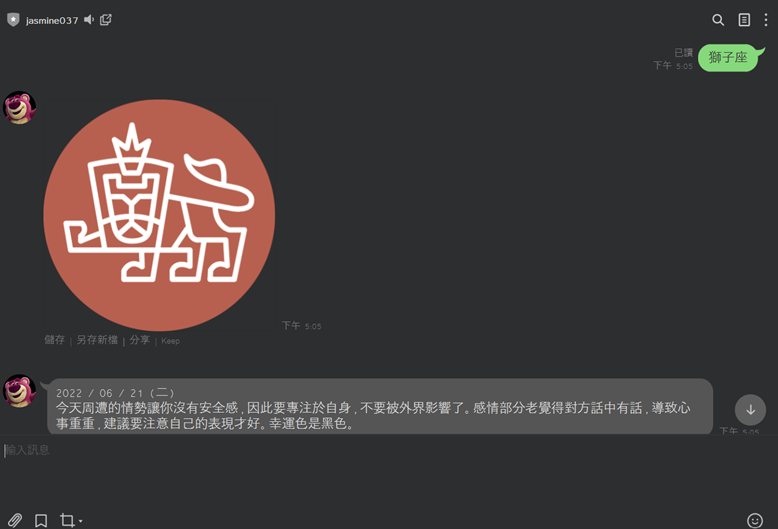 jasmine037
已讀
下午 5:05
獅子座
下午 5:05
儲存 | 另存新檔 | 分享 | Keep
2022 / 06 / 21 (二)
今天周遭的情勢讓你沒有安全感,因此要專注於自身,不要被外界影響了。感情部分老覺得對方話中有話,導致心
事重重,建議要注意自己的表現才好。幸運色是黑色。
下午 5:05
輸入訊息